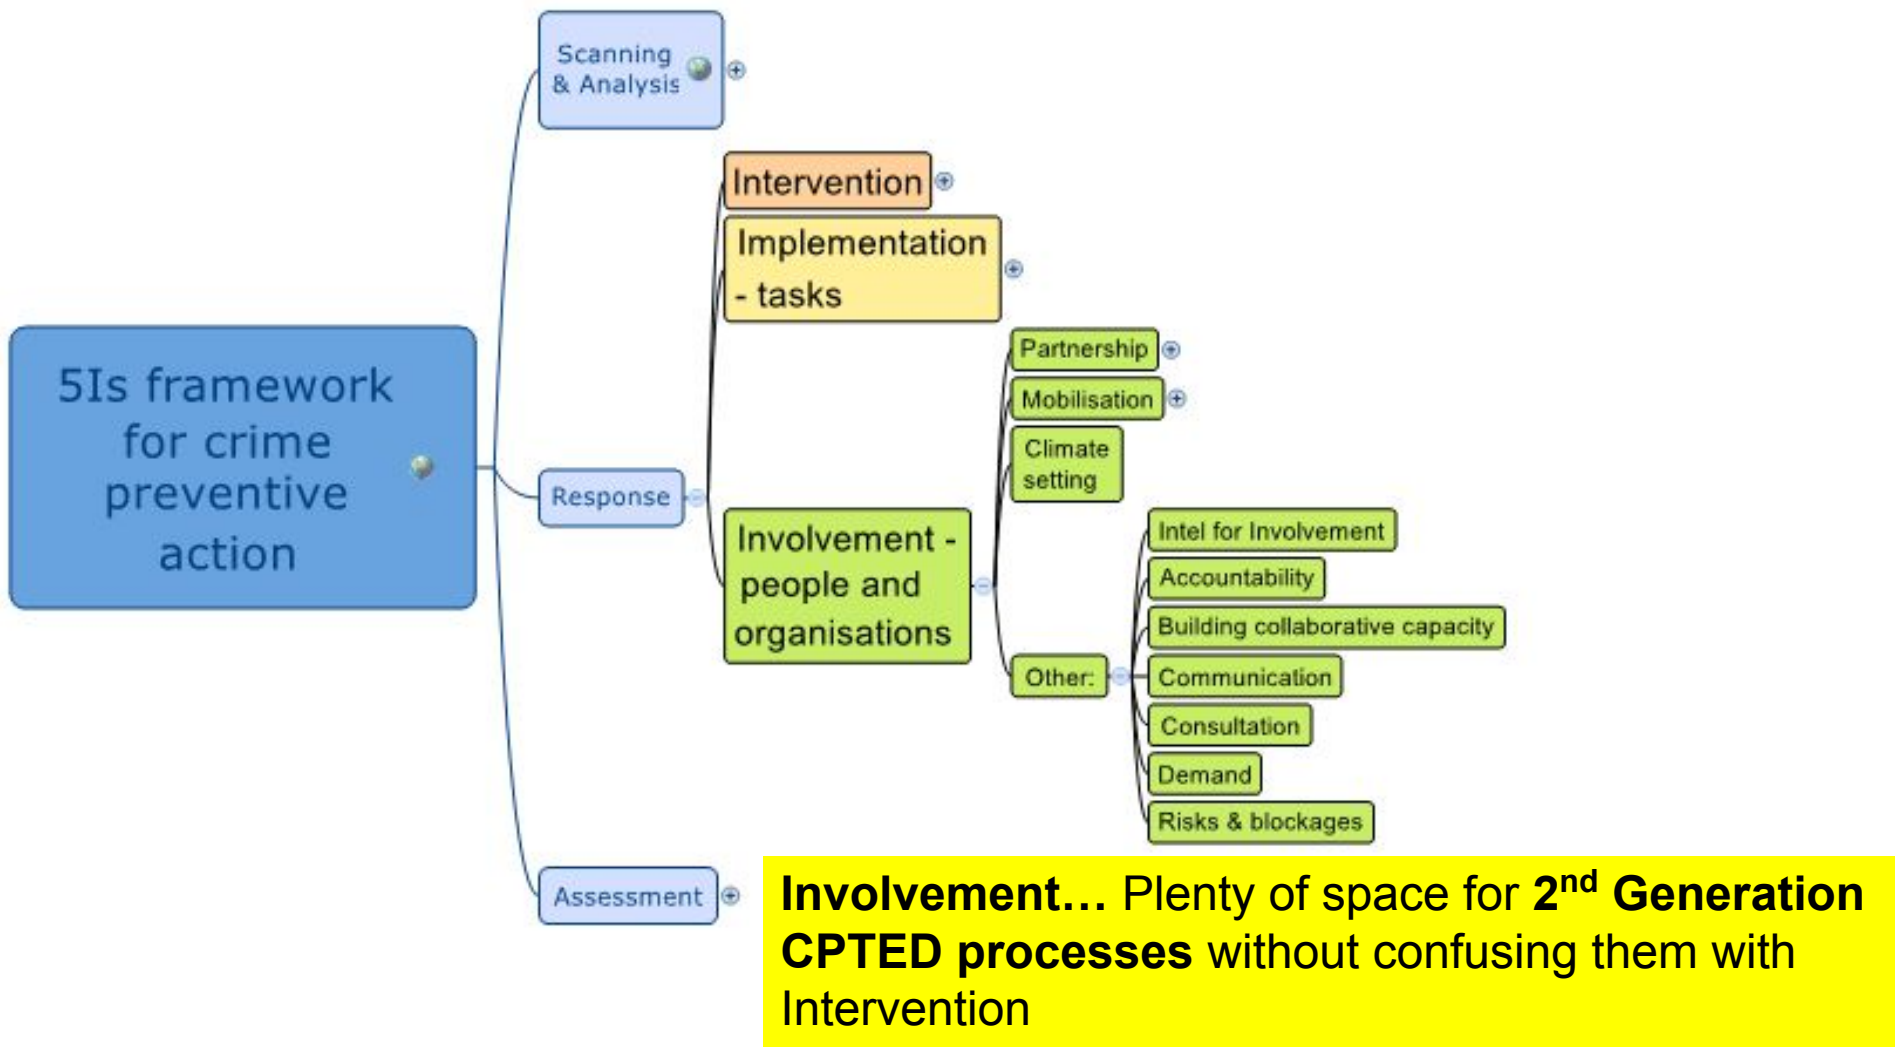 Scanning
& Analysis
Intervention
Implementation
- tasks
5Is framework
for crime
preventive
action
Response
Involvement -
people and
organisations
Partnership
Mobilisation
Climate
setting
Other:
Intel for Involvement
Accountability
Building collaborative capacity
Communication
Consultation
Demand
Risks & blockages
Assessment
Involvement... Plenty of space for 2nd Generation
CPTED processes without confusing them with
Intervention